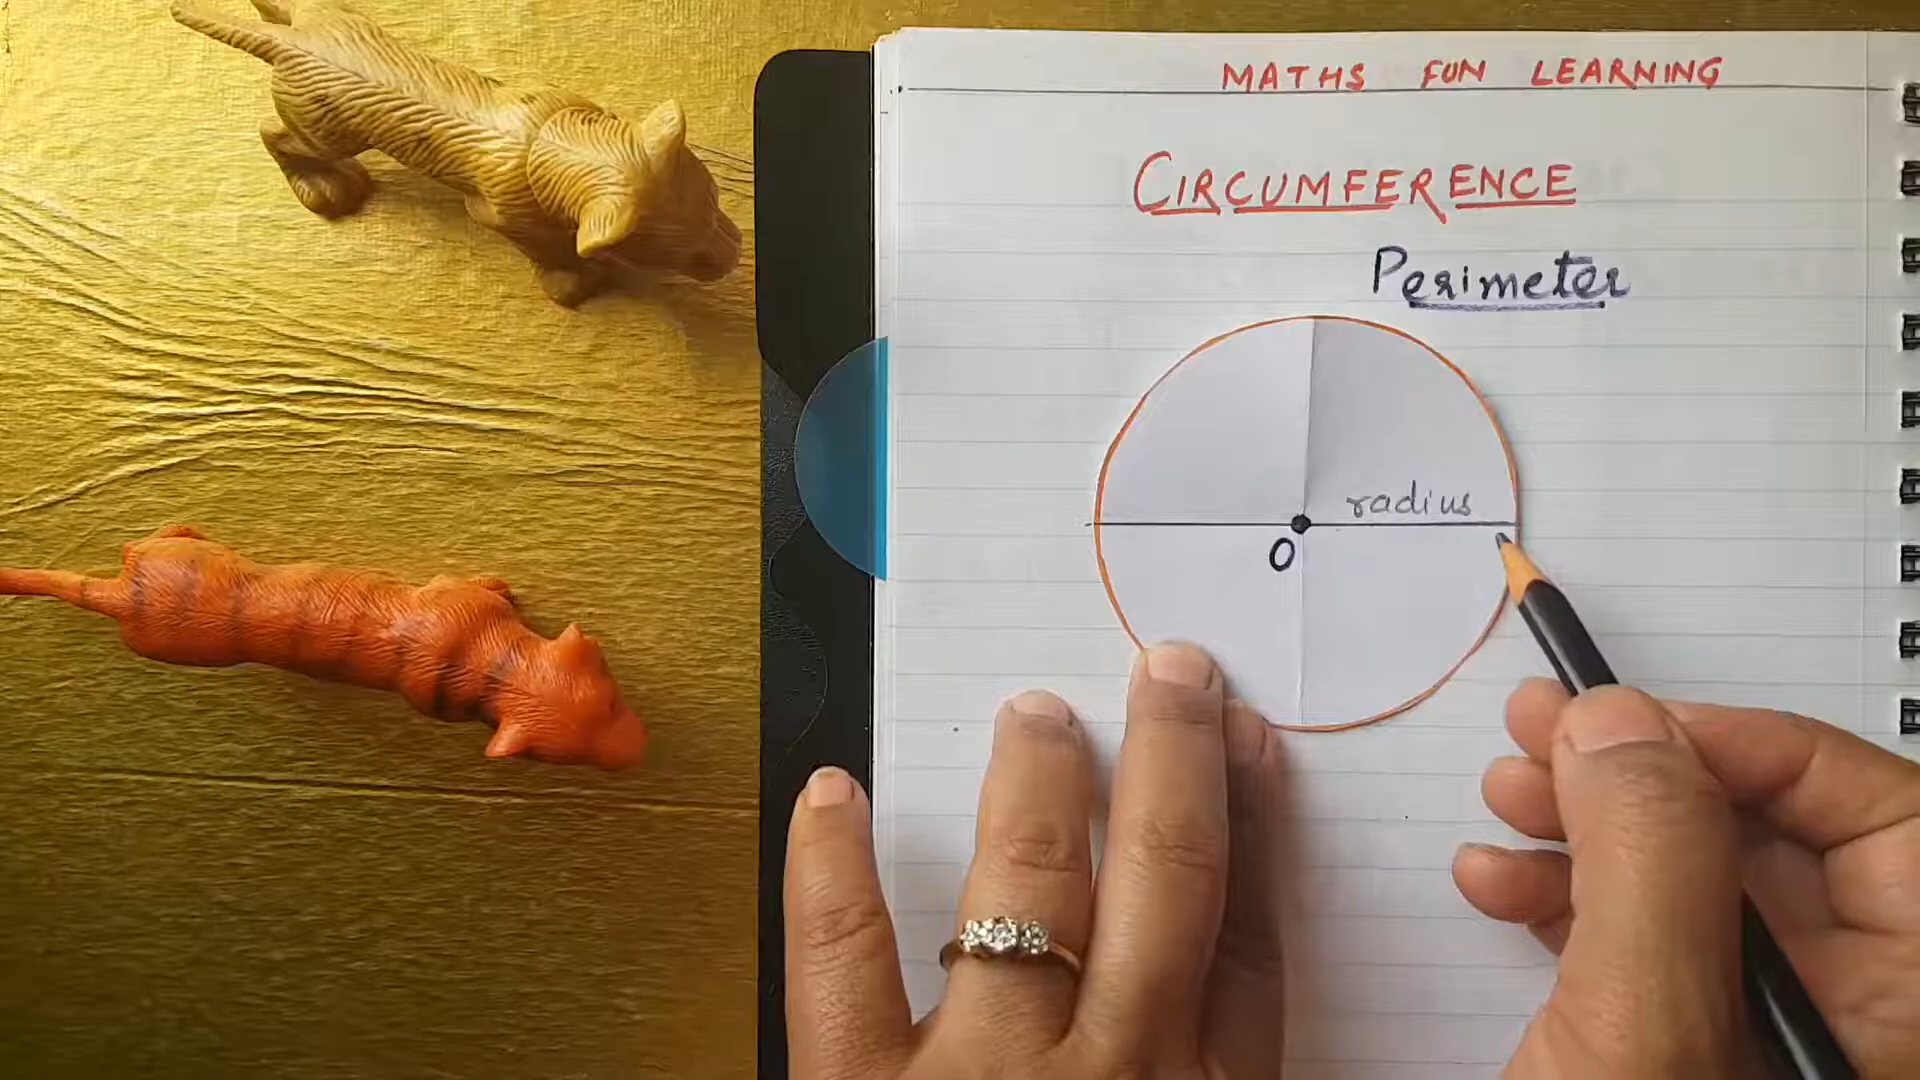 MATHS FUN LEARNING
CIRCUMFERENCE
Perimeter
radius
O